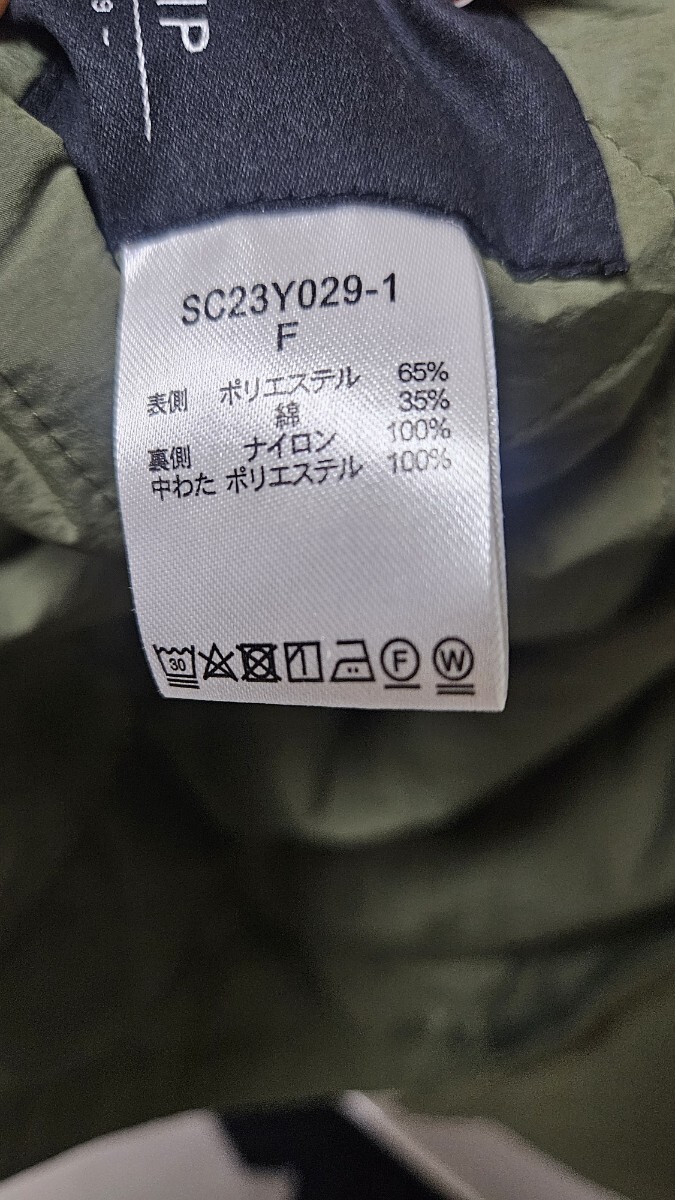 SC23Y029-1
F
表側 ポリエステル 65%
綿 35%
裏側 ナイロン 100%
中わた ポリエステル 100%
30 F W